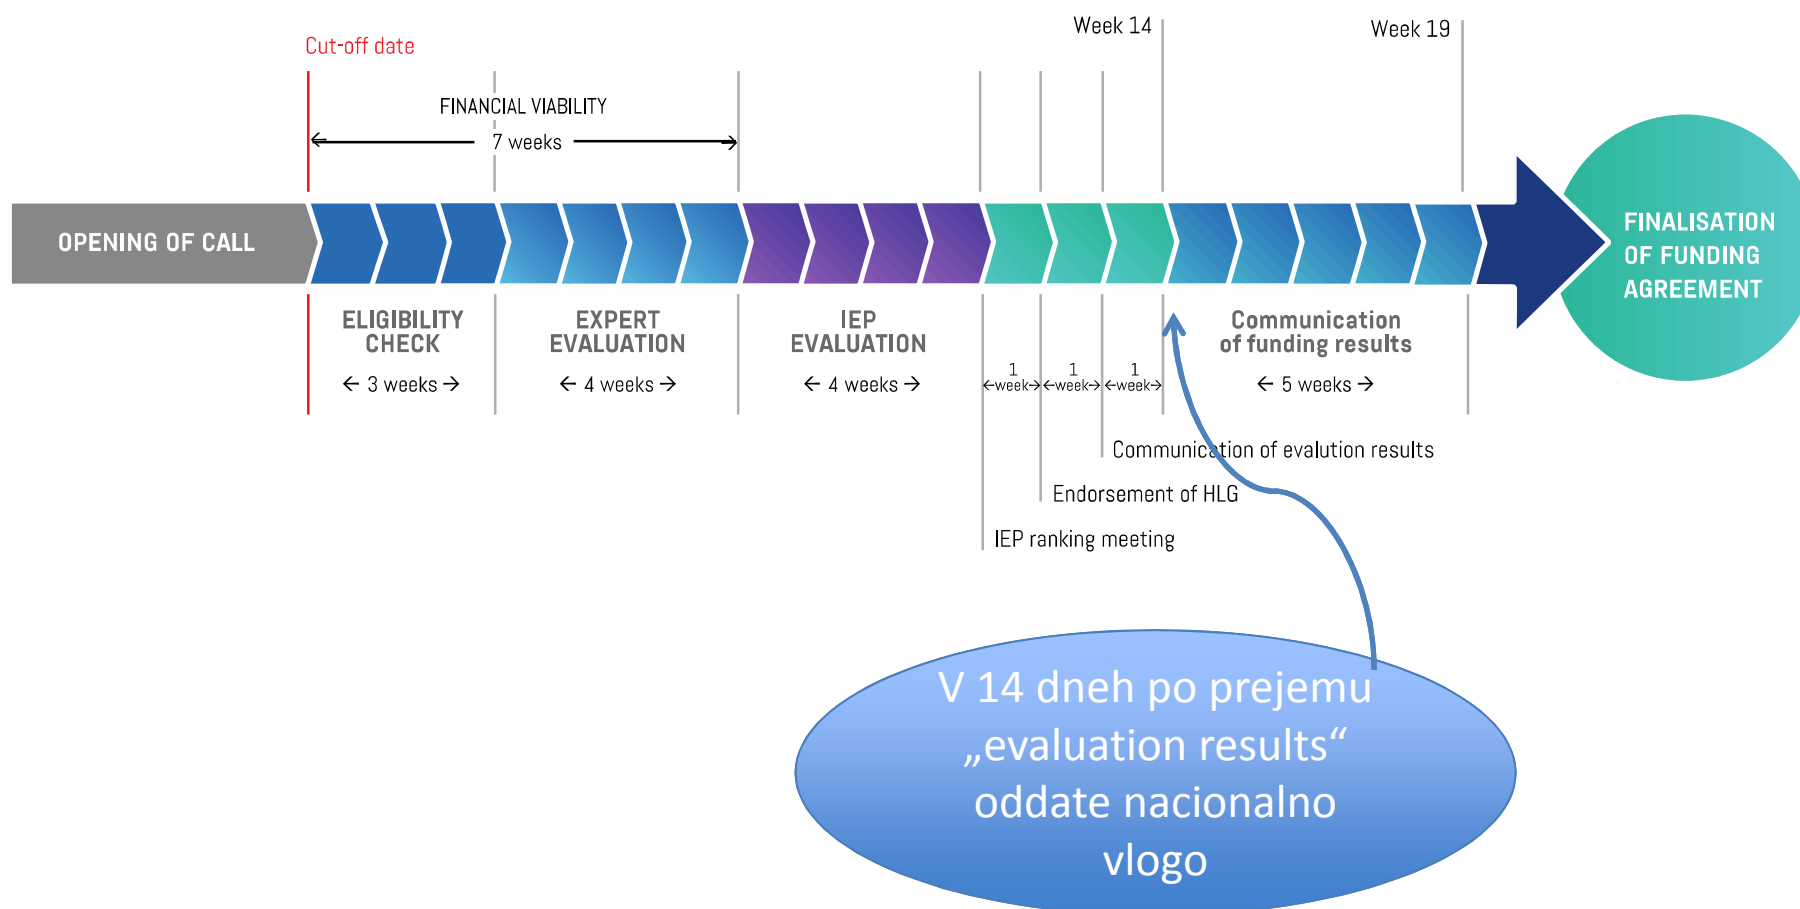 Week 14
Week 19
Cut-off date
FINANCIAL VIABILITY
7 weeks
OPENING OF CALL
FINALISATION
OF FUNDING
AGREEMENT
ELIGIBILITY
CHECK
← 3 weeks →
EXPERT
EVALUATION
← 4 weeks →
IEP
EVALUATION
← 4 weeks →
1
week
1
week
1
week
Communication
of funding results
← 5 weeks →
Communication of evalution results
Endorsement of HLG
IEP ranking meeting
V 14 dneh po prejemu
„evaluation results“
oddate nacionalno
vlogo